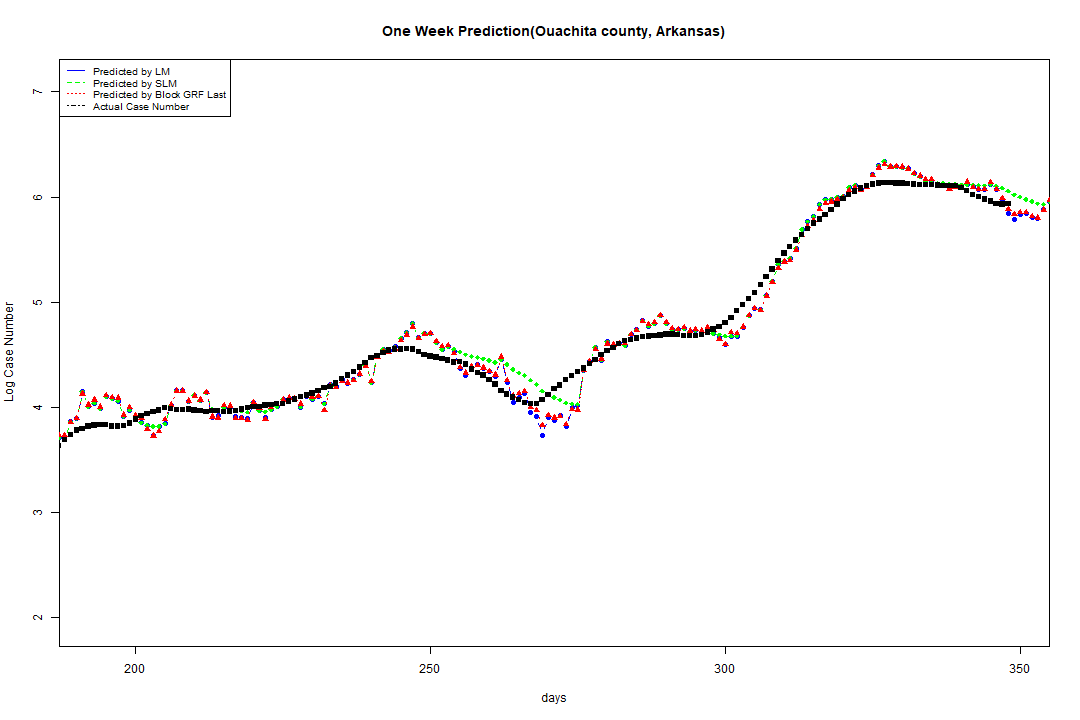 One Week Prediction(Ouachita county, Arkansas)
Predicted by LM
Predicted by SLM
Predicted by Block GRF Last
Actual Case Number
7
6
5
4
3
2
Log Case Number
200
250
300
350
days